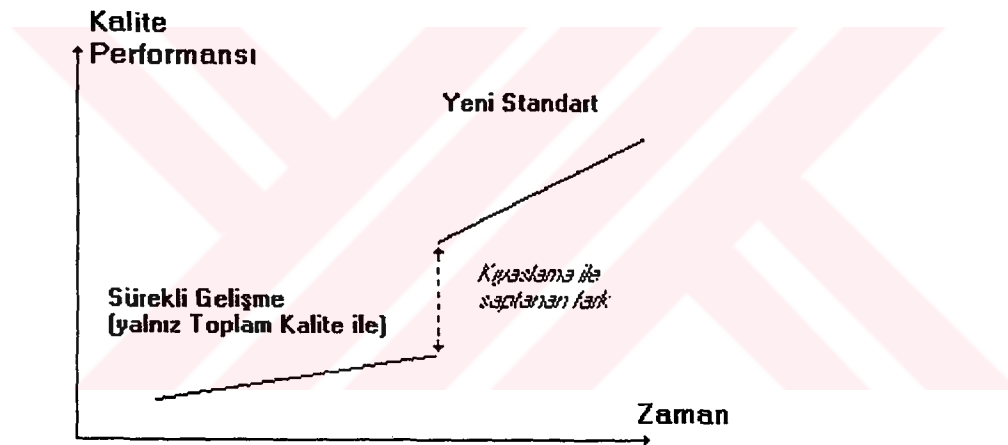 Kalite
Performansı
Yeni Standart
Kıyaslama ile
saptanan fark
Sürekli Gelişme
(yalnız Toplam Kalite ile)
Zaman